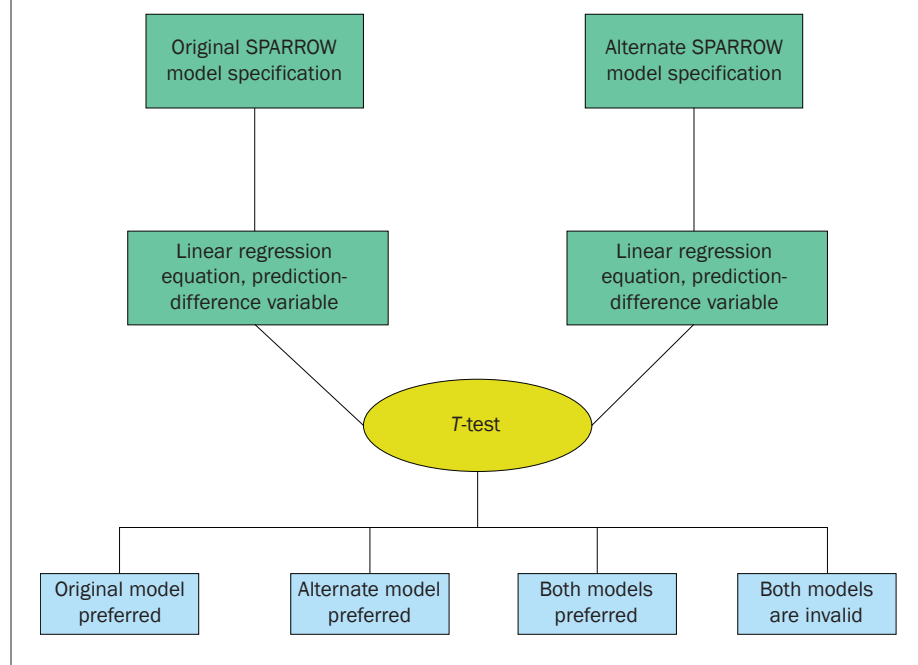 Original SPARROW
model specification
Alternate SPARROW
model specification
Linear regression
equation, prediction-
difference variable
Linear regression
equation, prediction-
difference variable
T-test
Original model
preferred
Alternate model
preferred
Both models
preferred
Both models
are invalid